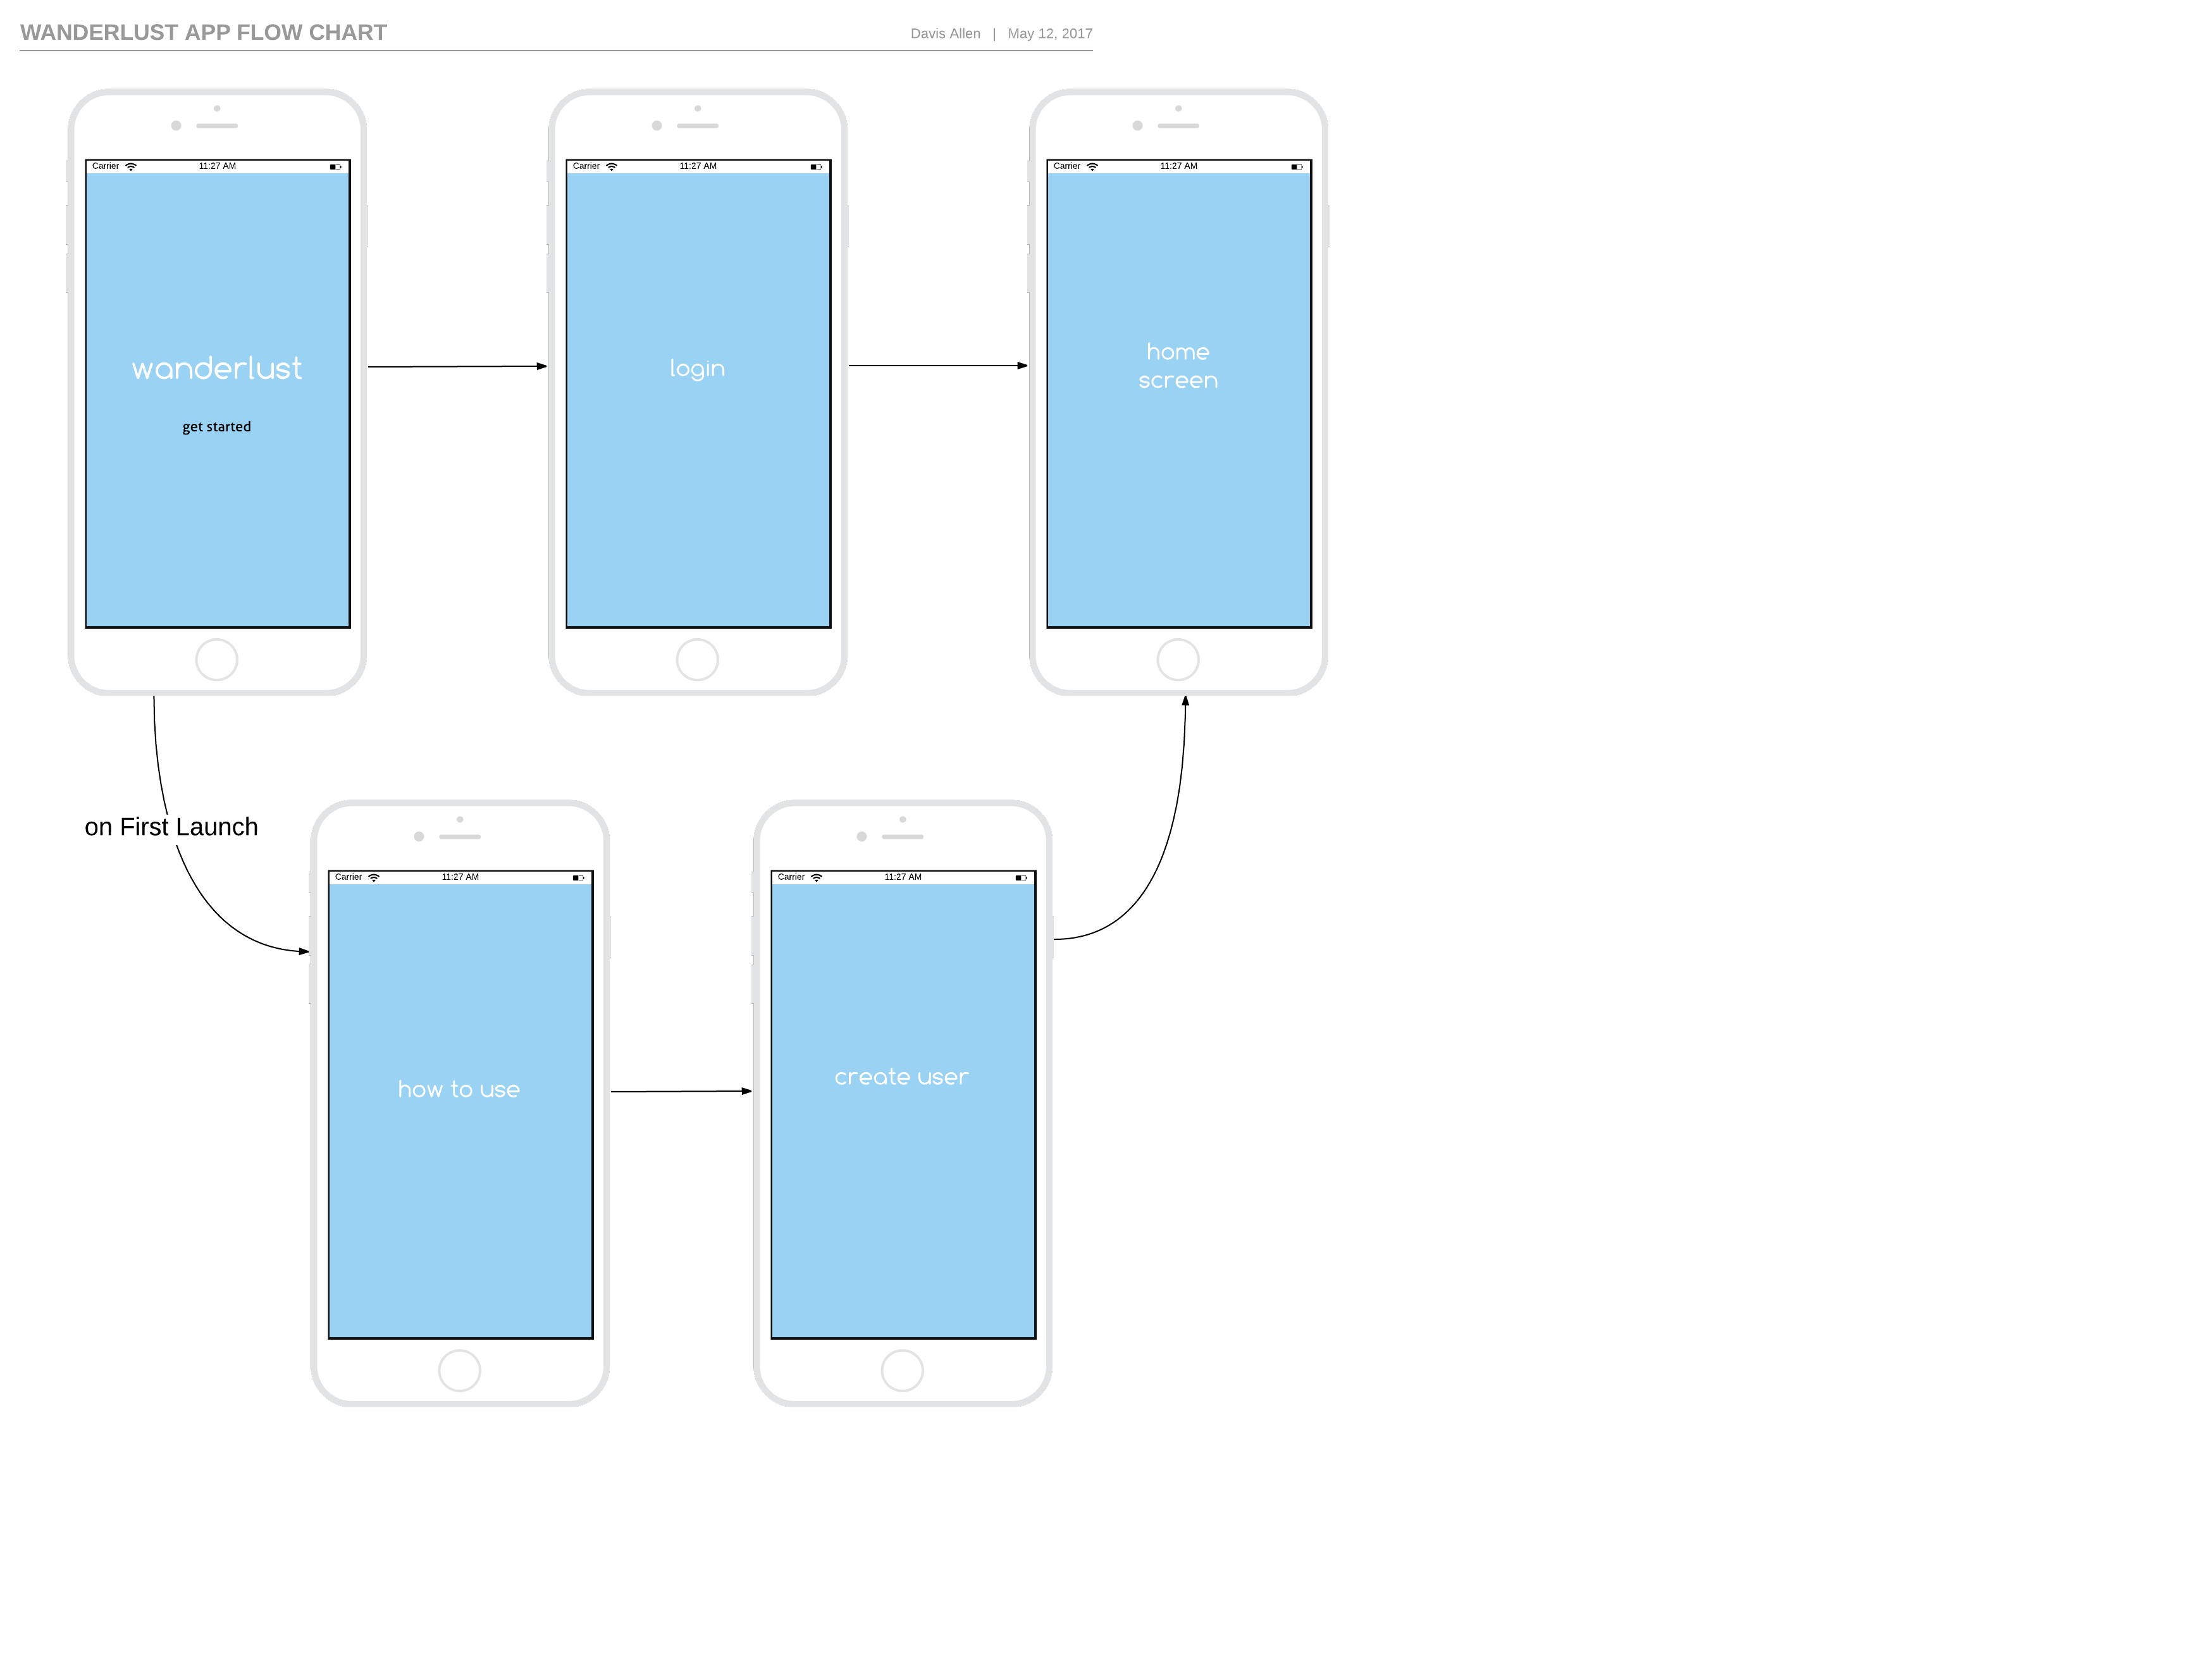 WANDERLUST APP FLOW CHART
Davis Allen | May 12, 2017
Carrier 11:27 AM
wanderlust
get started
Carrier 11:27 AM
login
Carrier 11:27 AM
home
screen
on First Launch
Carrier 11:27 AM
how to use
Carrier 11:27 AM
create user